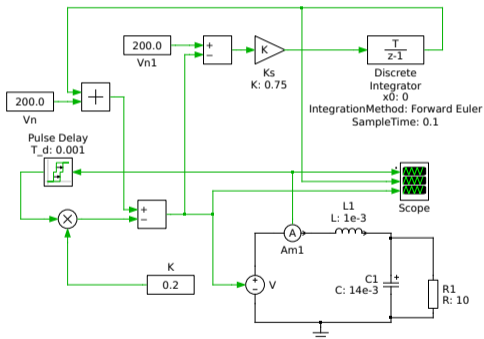 200.0
Vn1
K
Ks
K: 0.75
T
z-1
Discrete
Integrator
x0: 0
IntegrationMethod: Forward Euler
SampleTime: 0.1
200.0
Vn
Pulse Delay
T_d: 0.001
Scope
K
0.2
A
Am1
L1
L: 1e-3
V
C1
C: 14e-3
R1
R: 10